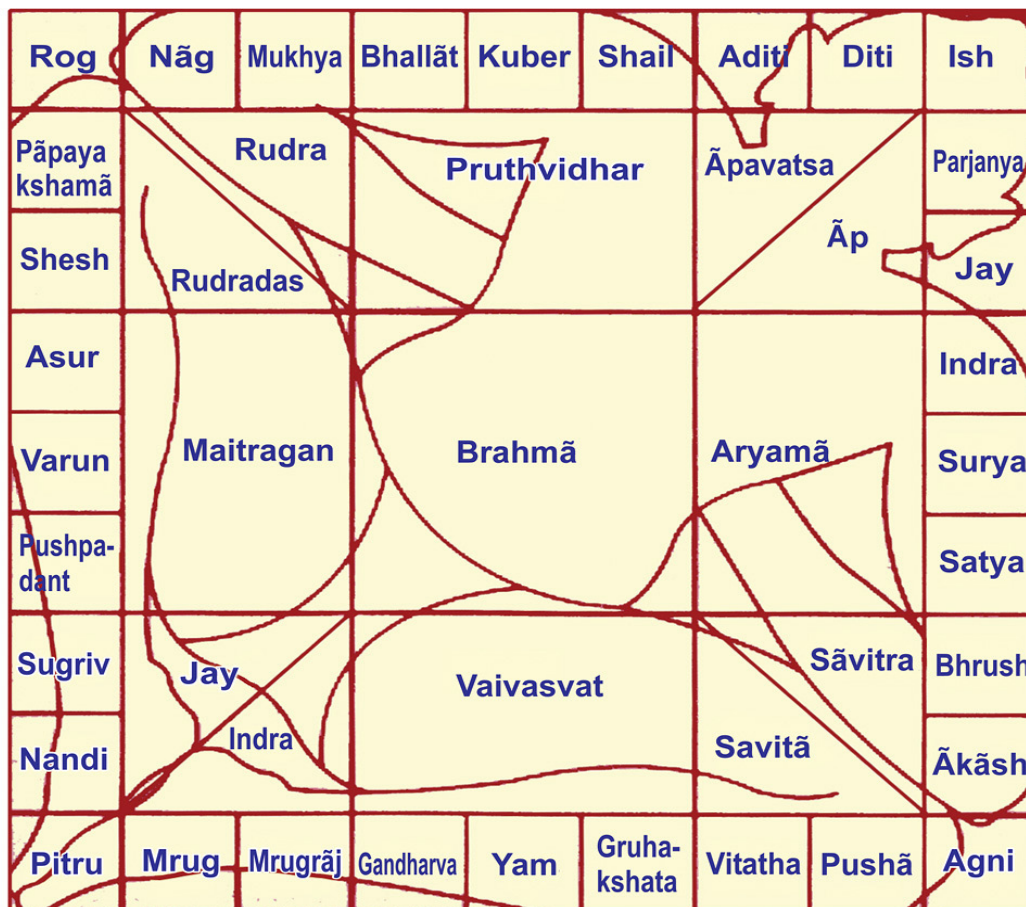 Rog
Nãg
Mukhya
Bhallãt
Kuber
Shail
Aditi
Diti
Ish
Pãpaya
kshamã
Rudra
Pruthvidhar
Ãpavatsa
Parjanya
Shesh
Rudradas
Ãp
Jay
Asur
Indra
Varun
Maitragan
Brahmã
Aryamã
Surya
Pushpa-
dant
Satya
Sugriv
Jay
Vaivasvat
Sãvitra
Bhrush
Nandi
Indra
Savitã
Ãkãsh
Pitru
Mrug
Mrugrãj
Gandharva
Yam
Gruha-
kshata
Vitatha
Pushã
Agni